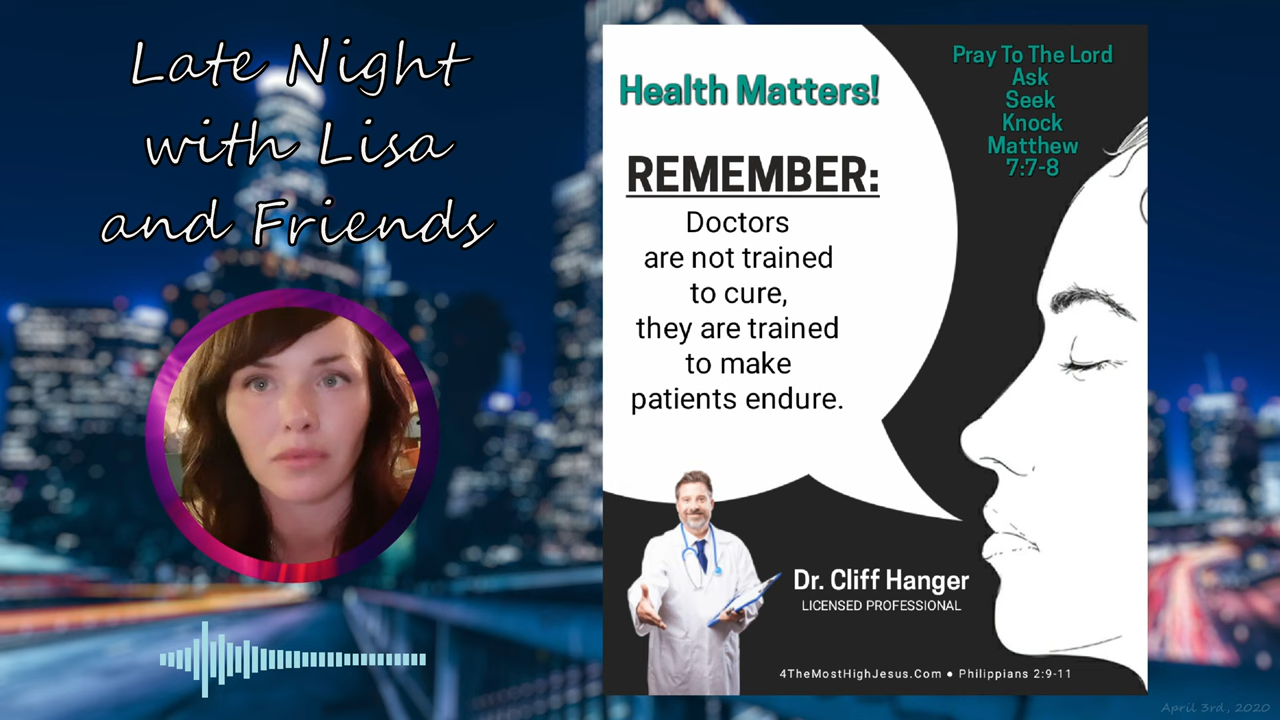 Late Night
with Lisa
and Friends
Health Matters!
REMEMBER:
Doctors
are not trained
to cure,
they are trained
to make
patients endure.
Pray To The Lord
Ask
Seek
Knock
Matthew
7:7-8
Dr. Cliff Hanger
LICENSED PROFESSIONAL
4TheMostHighJesus.Com ● Philippians 2:9-11
April 3rd, 2020